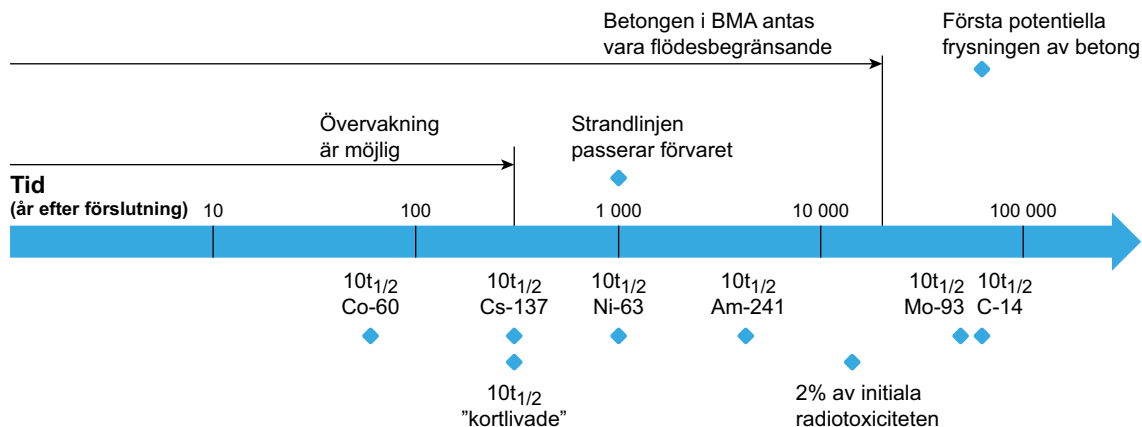 Betongen i BMA antas
vara flödesbegränsande
Första potentiella
frysningen av betong
Övervakning
är möjlig
Strandlinjen
passerar förvaret
Tid
(år efter förslutning)
10
100
1 000
10 000
100 000
10t1/2
Co-60
10t1/2
Cs-137
10t1/2
Ni-63
10t1/2
Am-241
10t1/2
Mo-93
10t1/2
C-14
10t1/2
”kortlivade”
2% av initiala
radiotoxiciteten